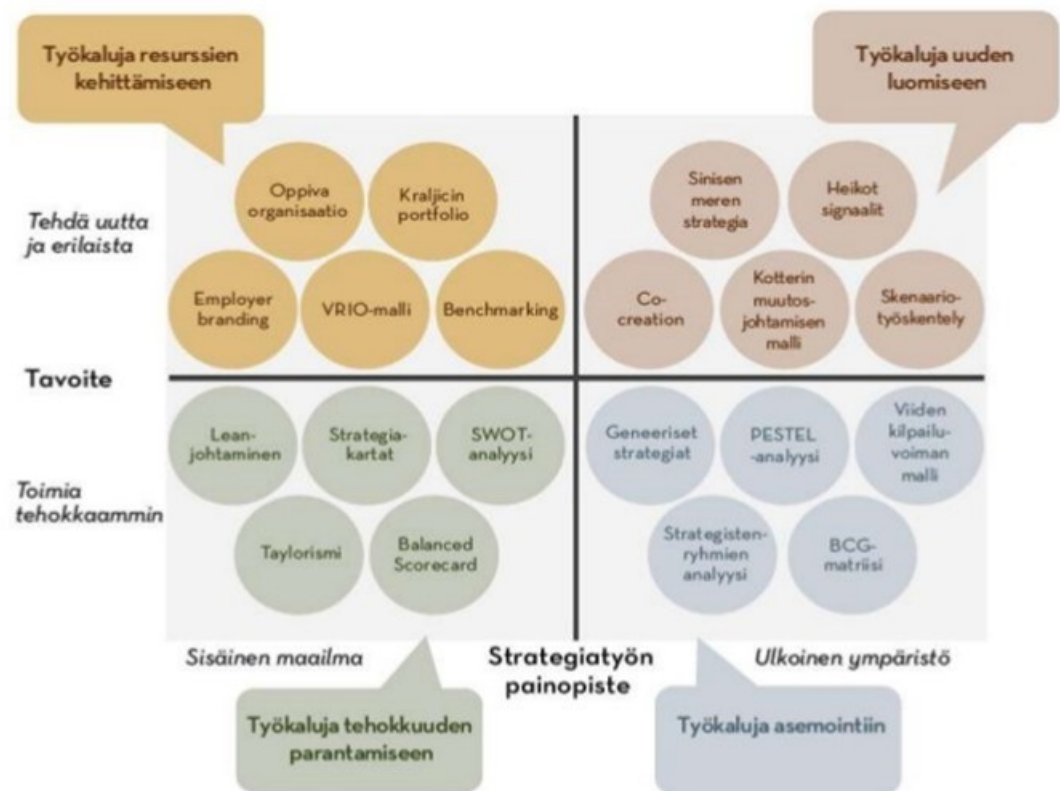 Työkaluja resurssien
kehittämiseen
Työkaluja uuden
luomiseen
Tehdä uutta
ja erilaista
Oppiva
organisaatio
Kraljicin
portfolio
Employer
branding
VRIO-malli
Benchmarking
Sinisen
meren
strategia
Heikot
signaalit
Co-
creation
Kotterin
muutos-
johtamisen
malli
Skenaario-
työskentely
Tavoite
Toimia
tehokkaammin
Lean-
johtaminen
Strategia-
kartat
SWOT-
analyysi
Taylorismi
Balanced
Scorecard
Geneeriset
strategiat
PESTEL
-analyysi
Viiden
kilpailu-
voiman
malli
Strategisten-
ryhmien
analyysi
BCG-
matriisi
Sisäinen maailma
Strategiatyön
painopiste
Ulkoinen ympäristö
Työkaluja tehokkuuden
parantamiseen
Työkaluja asemointiin